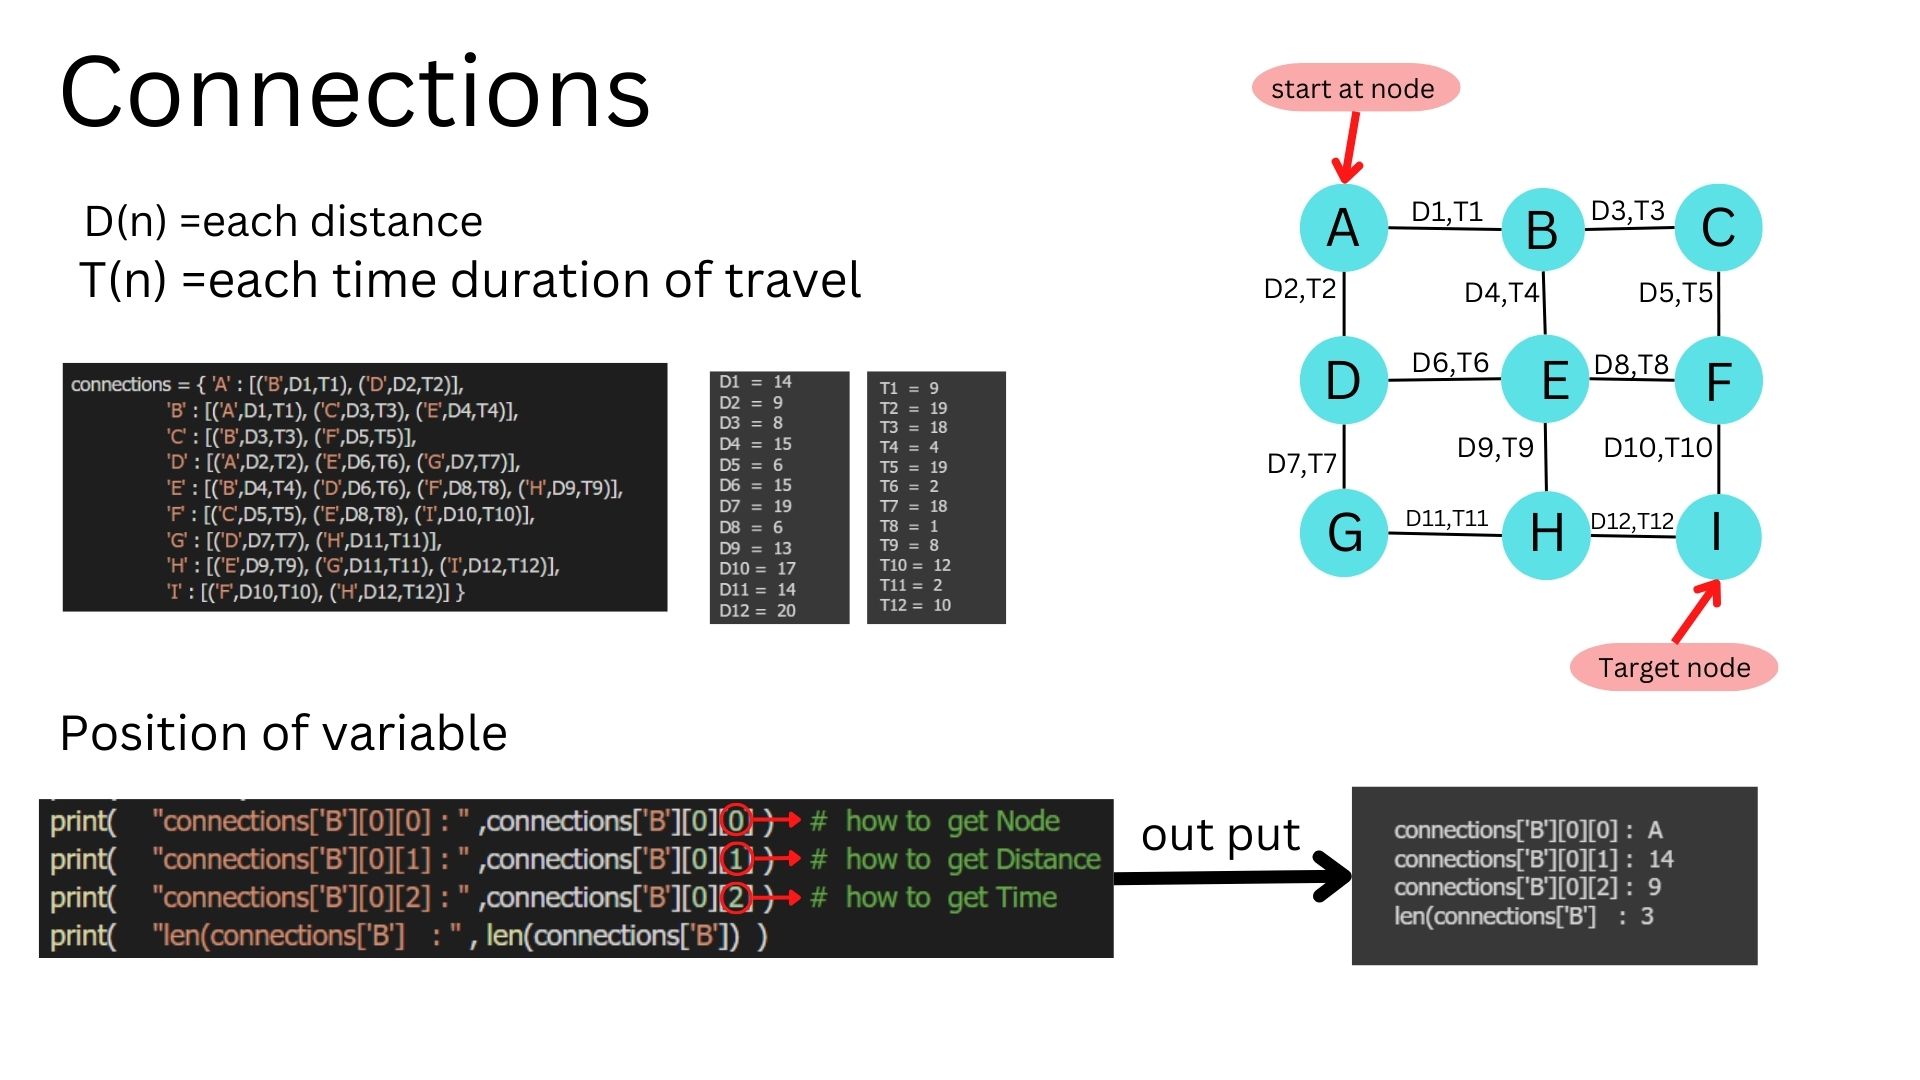 Connections
D(n) =each distance
T(n) =each time duration of travel
connections = { 'A' : [('B',D1,T1), ('D',D2,T2)],
'B' : [('A',D1,T1), ('C',D3,T3), ('E',D4,T4)],
'C' : [('B',D3,T3), ('F',D5,T5)],
'D' : [('A',D2,T2), ('E',D6,T6), ('G',D7,T7)],
'E' : [('B',D4,T4), ('D',D6,T6), ('F',D8,T8), ('H',D9,T9)],
'F' : [('C',D5,T5), ('E',D8,T8), ('I',D10,T10)],
'G' : [('D',D7,T7), ('H',D11,T11)],
'H' : [('E',D9,T9), ('G',D11,T11), ('I',D12,T12)],
'I' : [('F',D10,T10), ('H',D12,T12)] }
D1 = 14
D2 = 9
D3 = 8
D4 = 15
D5 = 6
D6 = 15
D7 = 19
D8 = 6
D9 = 13
D10 = 17
D11 = 14
D12 = 20
T1 = 9
T2 = 19
T3 = 18
T4 = 4
T5 = 19
T6 = 2
T7 = 18
T8 = 1
T9 = 8
T10 = 12
T11 = 2
T12 = 10
start at node
A D1,T1 B D3,T3 C
D2,T2 D4,T4 D5,T5
D D6,T6 E D8,T8 F
D7,T7 D9,T9 D10,T10
G D11,T11 H D12,T12 I
Target node
Position of variable
print( "connections['B'][0][0] : " ,connections['B'][0][0] ) # how to get Node
print( "connections['B'][0][1] : " ,connections['B'][0][1] ) # how to get Distance
print( "connections['B'][0][2] : " ,connections['B'][0][2] ) # how to get Time
print( "len(connections['B'] : " , len(connections['B']) )
out put
connections['B'][0][0] : A
connections['B'][0][1] : 14
connections['B'][0][2] : 9
len(connections['B'] : 3